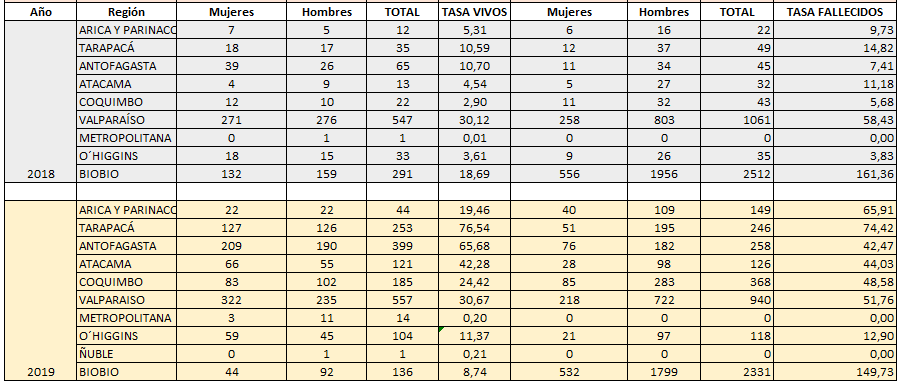 Año Región Mujeres Hombres TOTAL TASA VIVOS Mujeres Hombres TOTAL TASA FALLECIDOS
ARICA Y PARINACO 7 5 12 5,31 6 16 22 9,73
TARAPACÁ 18 17 35 10,59 12 37 49 14,82
ANTOFAGASTA 39 26 65 10,70 11 34 45 7,41
ATACAMA 4 9 13 4,54 5 27 32 11,18
COQUIMBO 12 10 22 2,90 11 32 43 5,68
VALPARAÍSO 271 276 547 30,12 258 803 1061 58,43
METROPOLITANA 0 1 1 0,01 0 0 0 0,00
O´HIGGINS 18 15 33 3,61 9 26 35 3,83
2018 BIOBIO 132 159 291 18,69 556 1956 2512 161,36
ARICA Y PARINACO 22 22 44 19,46 40 109 149 65,91
TARAPACÁ 127 126 253 76,54 51 195 246 74,42
ANTOFAGASTA 209 190 399 65,68 76 182 258 42,47
ATACAMA 66 55 121 42,28 28 98 126 44,03
COQUIMBO 83 102 185 24,42 85 283 368 48,58
VALPARAISO 322 235 557 30,67 218 722 940 51,76
METROPOLITANA 3 11 14 0,20 0 0 0 0,00
O´HIGGINS 59 45 104 11,37 21 97 118 12,90
ÑUBLE 0 1 1 0,21 0 0 0 0,00
2019 BIOBIO 44 92 136 8,74 532 1799 2331 149,73